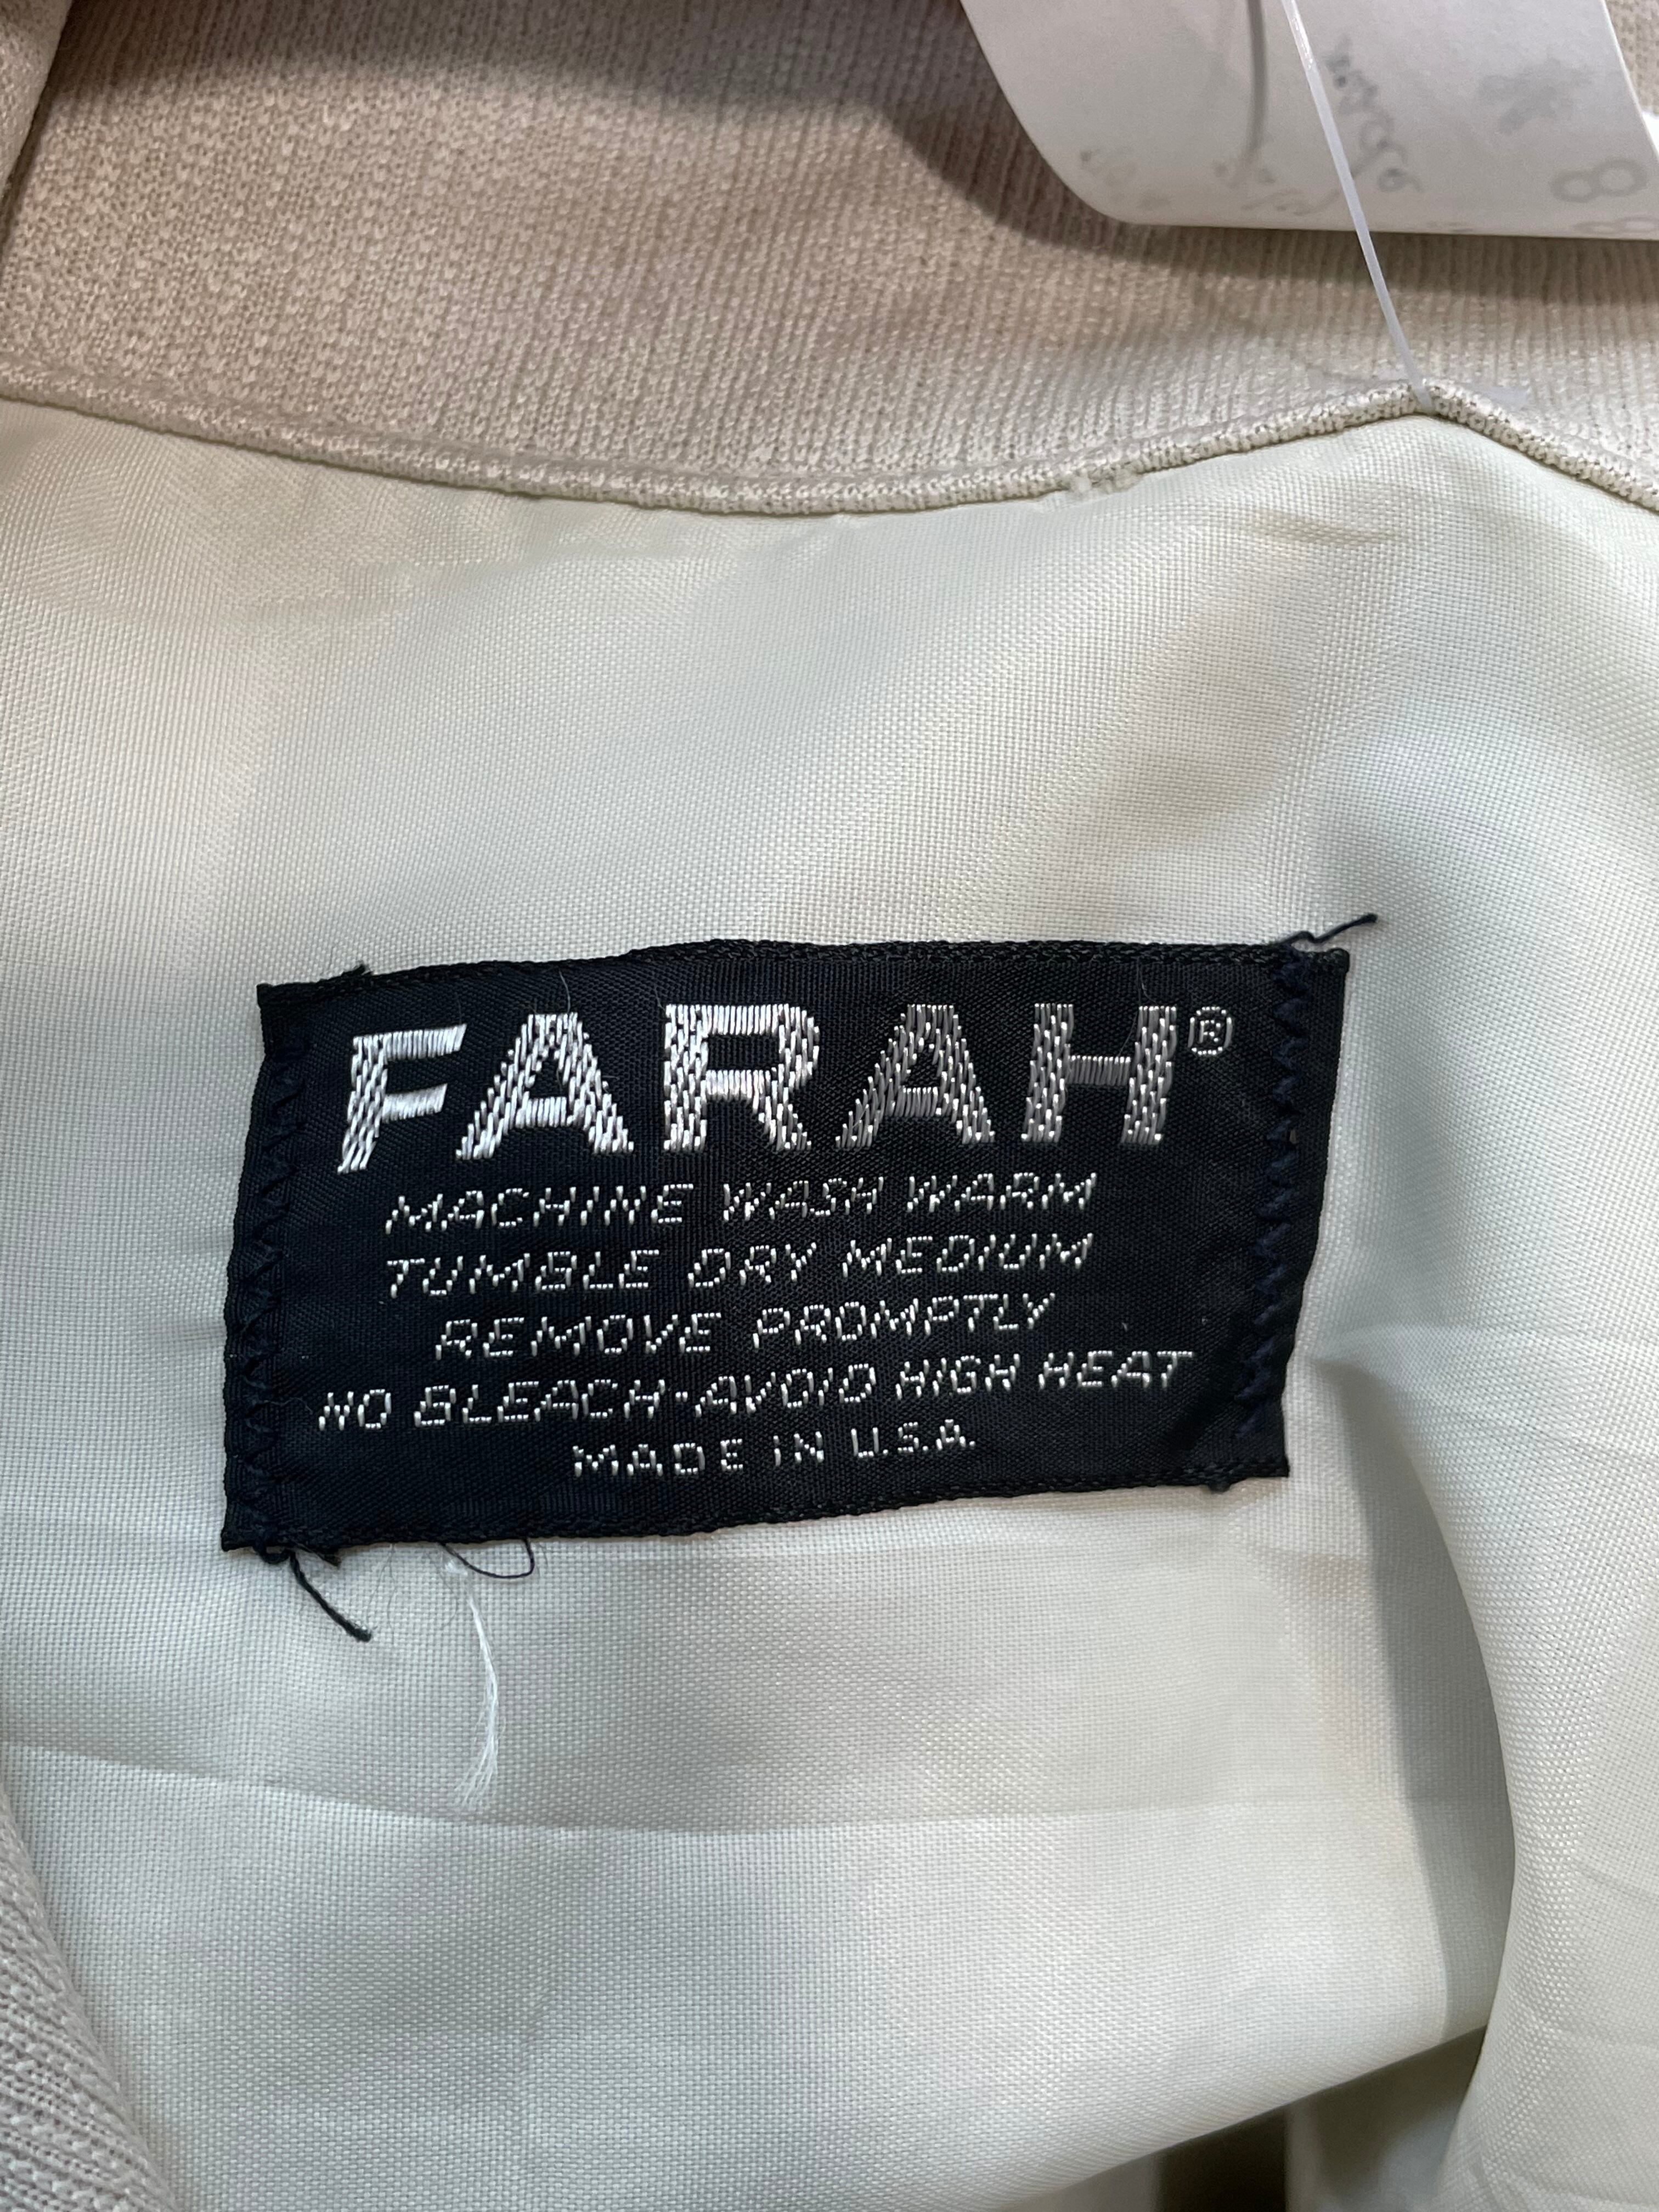 FARAH®
MACHINE WASH WARM
TUMBLE DRY MEDIUM
REMOVE PROMPTLY
NO BLEACH·AVOID HIGH HEAT
MADE IN U.S.A.